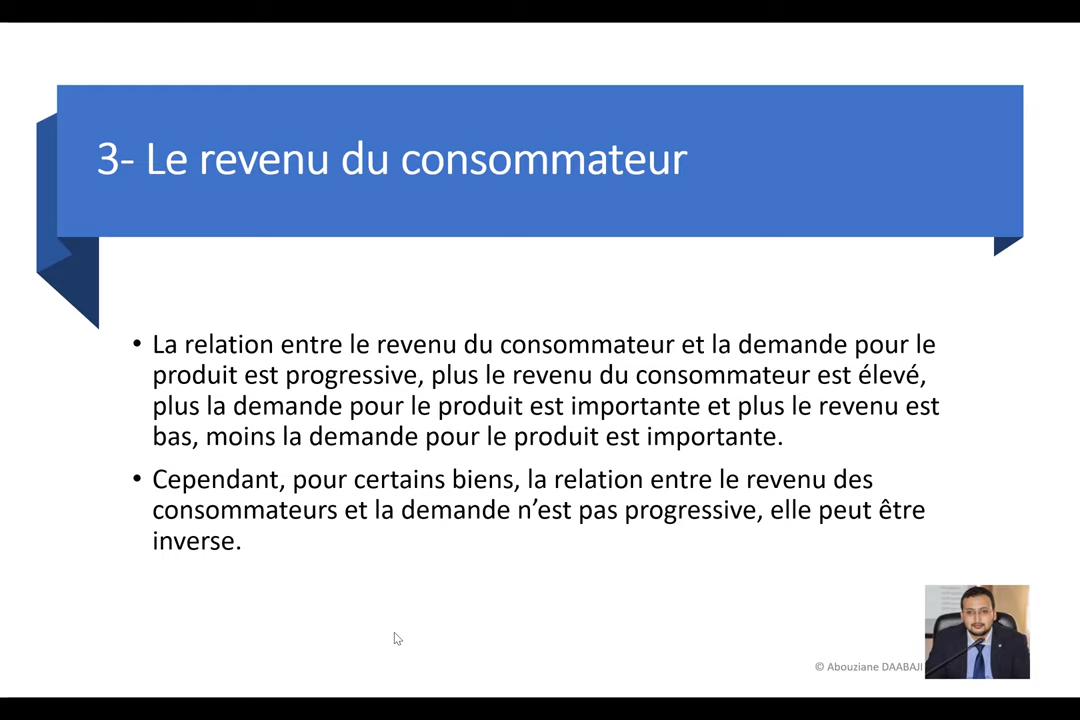 3- Le revenu du consommateur
• La relation entre le revenu du consommateur et la demande pour le
produit est progressive, plus le revenu du consommateur est élevé,
plus la demande pour le produit est importante et plus le revenu est
bas, moins la demande pour le produit est importante.
• Cependant, pour certains biens, la relation entre le revenu des
consommateurs et la demande n’est pas progressive, elle peut être
inverse.
© Abouziane DAABAJI